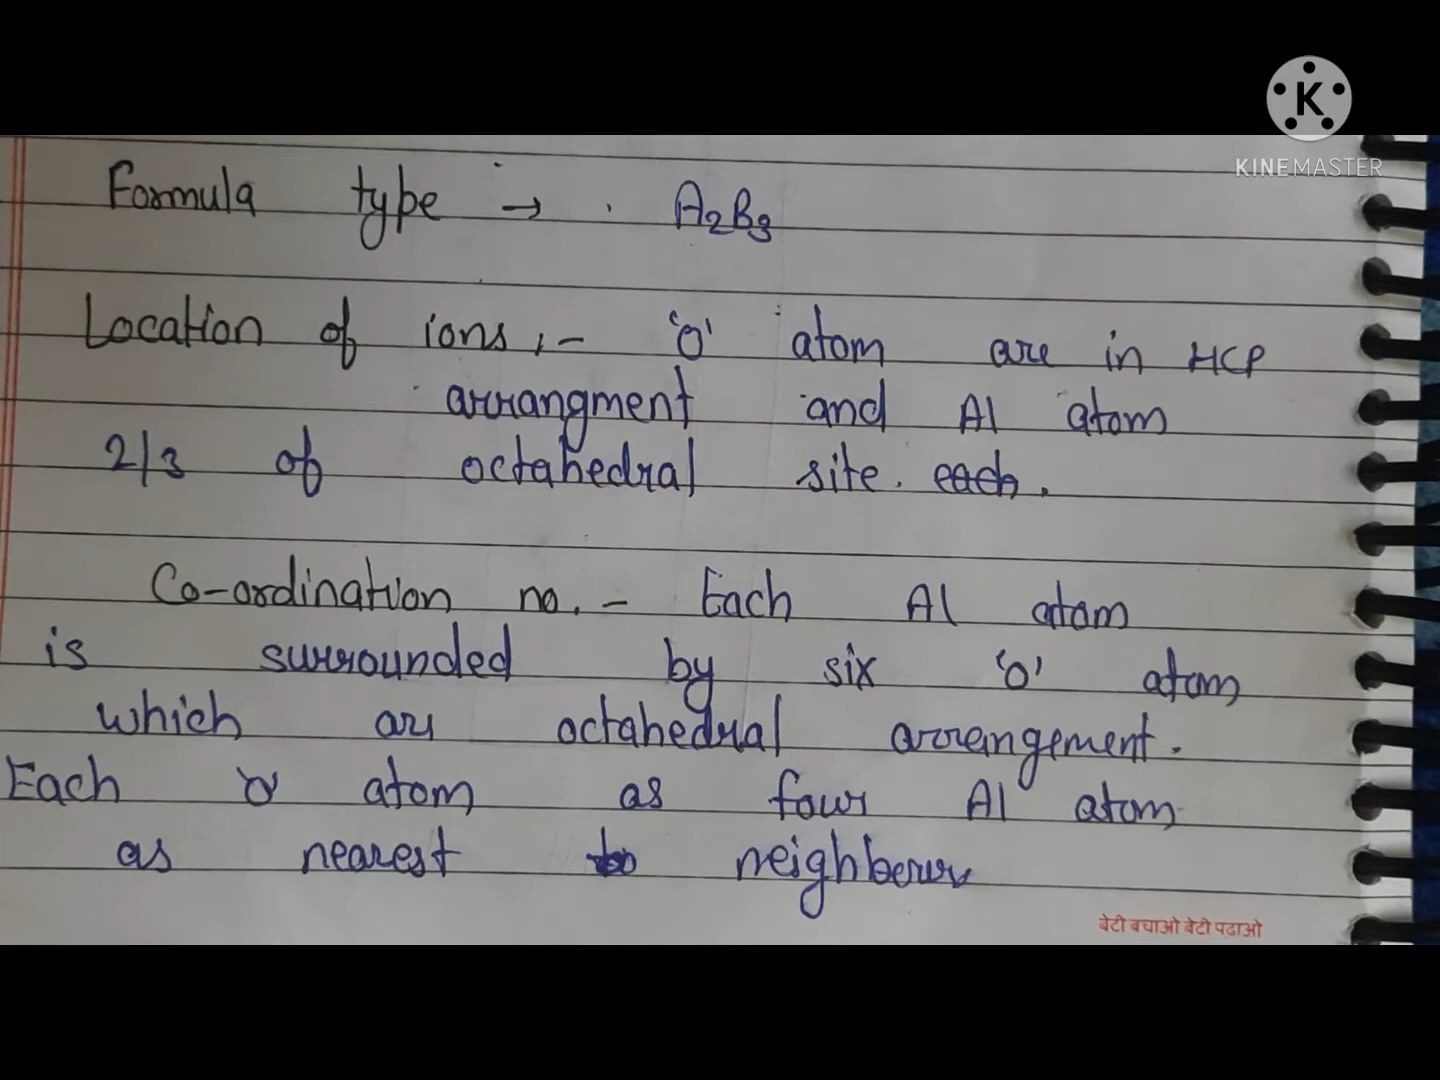 K
KINEMASTER
Formula type → A2B3
Location of ions :- 'O' atom are in HCP
arrangment and Al atom
2/3 of octahedral site. each.
Co-ordination no. - Each Al atom
is surrounded by six 'O' atom
which are octahedral arrangement.
Each O atom as four Al atom
as nearest to
बेटी बचाओ बेटी पढाओ